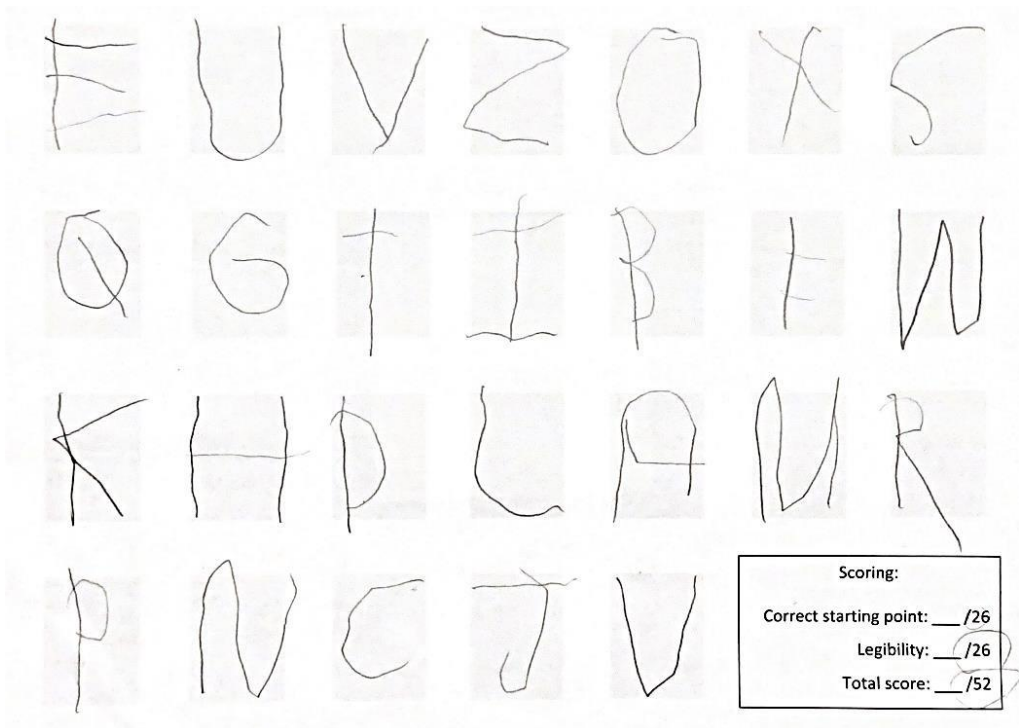 E U V Z O X S
Q G T I B F W
K H D L A M R
P N C J V
Scoring:
Correct starting point: ___ /26
Legibility: ___ /26
Total score: ___ /52